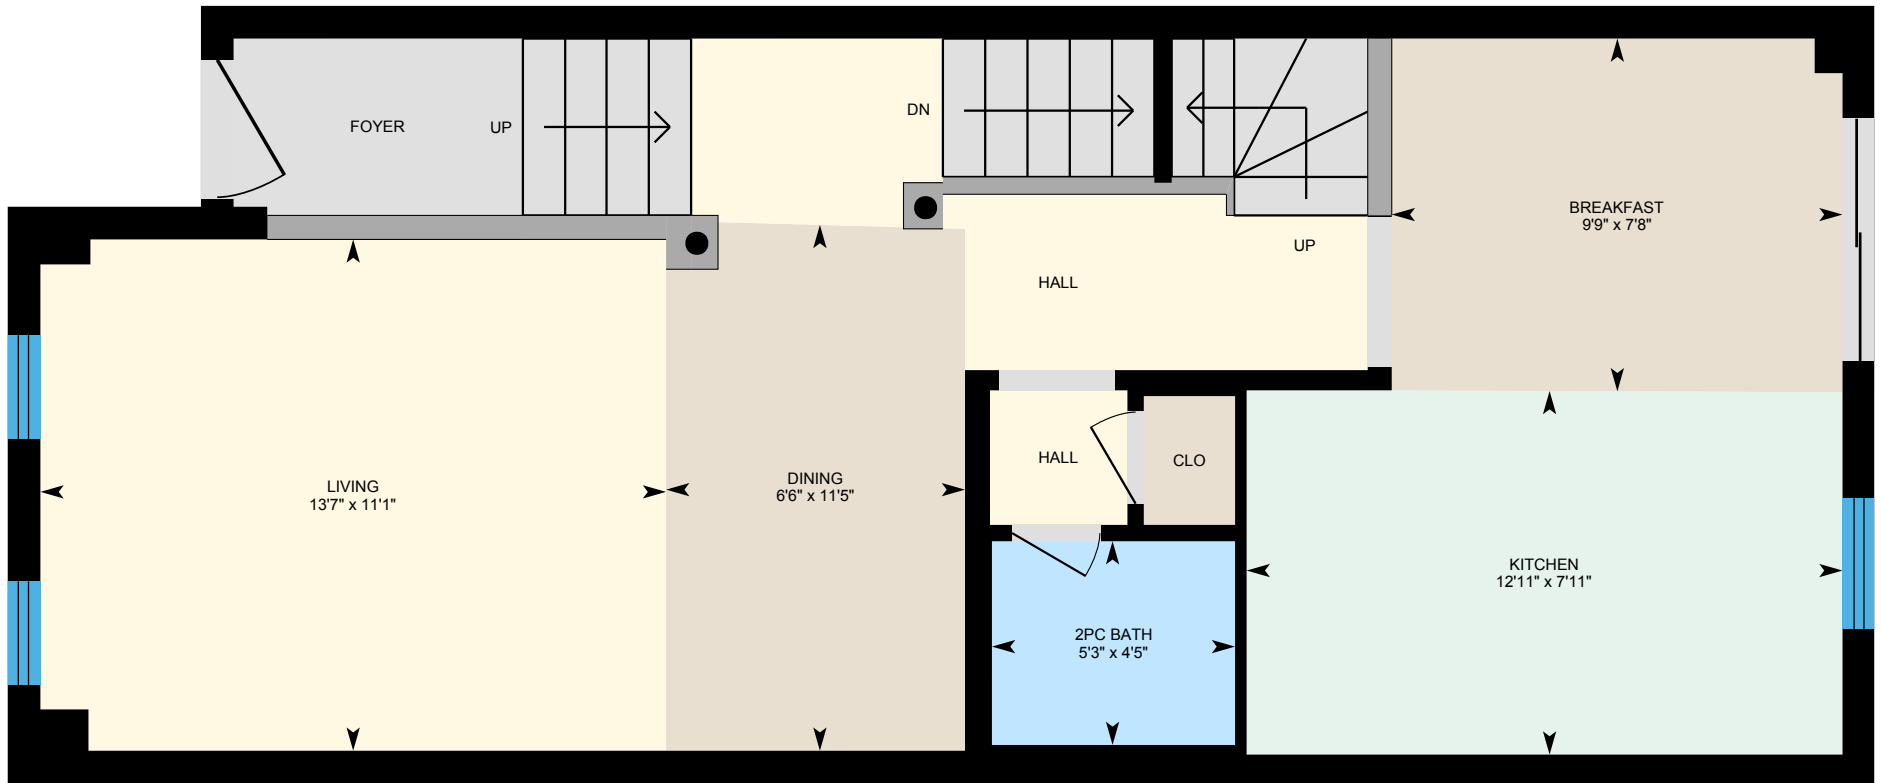 FOYER
UP
DN
BREAKFAST
9'9" x 7'8"
UP
HALL
HALL
CLO
LIVING
13'7" x 11'1"
DINING
6'6" x 11'5"
KITCHEN
12'11" x 7'11"
2PC BATH
5'3" x 4'5"